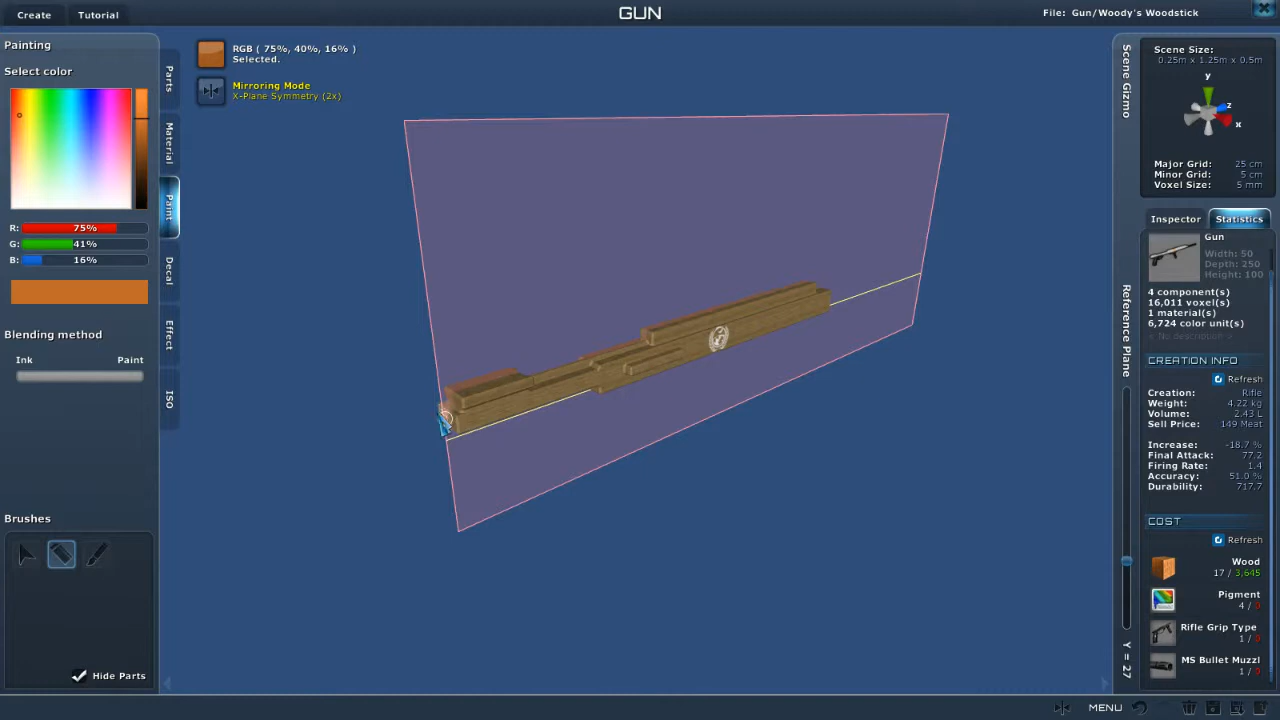 Create
Tutorial
GUN
File: Gun/Woody's Woodstick
Painting
Select color
R: 75%
G: 41%
B: 16%
Blending method
Ink
Paint
Brushes
Hide Parts
Parts
Material
Paint
Decal
Effect
ISO
RGB ( 75%, 40%, 16% )
Selected.
Mirroring Mode
X-Plane Symmetry (2x)
Scene Gizmo
Scene Size:
0.25m x 1.25m x 0.5m
y
z
x
Major Grid: 25 cm
Minor Grid: 5 cm
Voxel Size: 5 mm
Inspector
Statistics
Gun
Width: 50
Depth: 250
Height: 100
4 component(s)
16,011 voxel(s)
1 material(s)
6,724 color unit(s)
< No description >
CREATION INFO
Refresh
Creation: Rifle
Weight: 4.22 kg
Volume: 2.43 L
Sell Price: 149 Meat
Increase: -18.7 %
Final Attack: 77.2
Firing Rate: 1.4
Accuracy: 51.0 %
Durability: 717.7
COST
Refresh
Wood
17 / 3,645
Pigment
4 / 0
Rifle Grip Type
1 / 0
MS Bullet Muzzl
1 / 0
Reference Plane
Y = 27
MENU